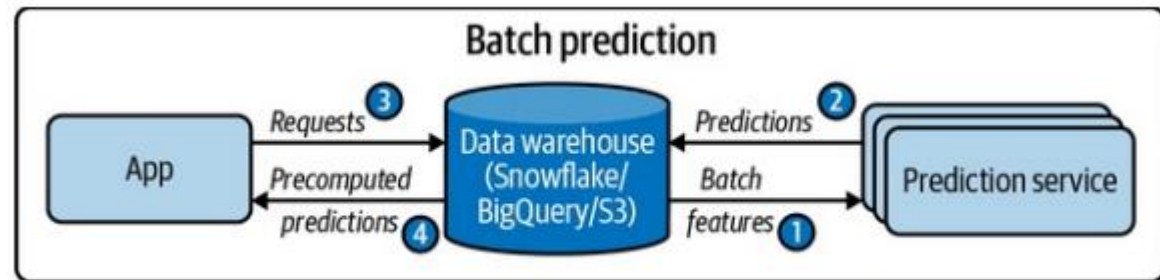 Batch prediction
App
Requests
3
Precomputed
predictions
4
Data warehouse
(Snowflake/
BigQuery/S3)
2
Predictions
Batch
features
1
Prediction service